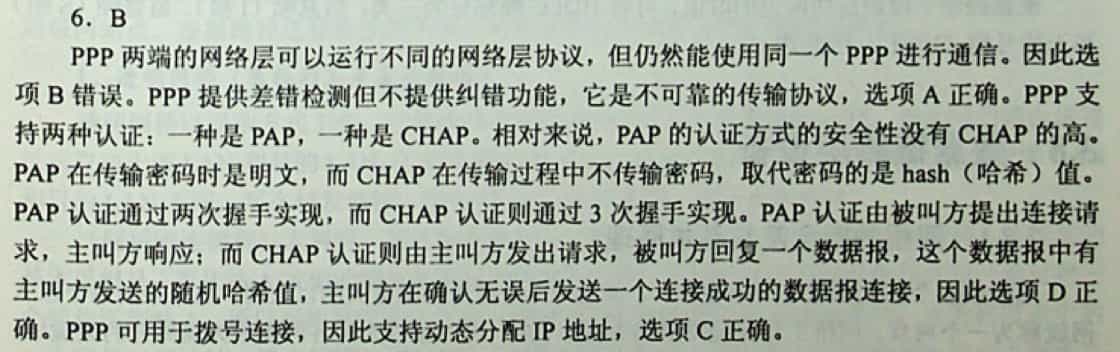 6. B
PPP 两端的网络层可以运行不同的网络层协议，但仍然能使用同一个 PPP 进行通信。因此选
项 B 错误。PPP 提供差错检测但不提供纠错功能，它是不可靠的传输协议，选项 A 正确。PPP 支
持两种认证：一种是 PAP，一种是 CHAP。相对来说，PAP 的认证方式的安全性没有 CHAP 的高。
PAP 在传输密码时是明文，而 CHAP 在传输过程中不传输密码，取代密码的是 hash（哈希）值。
PAP 认证通过两次握手实现，而 CHAP 认证则通过 3 次握手实现。PAP 认证由被叫方提出连接请
求，主叫方响应；而 CHAP 认证则由主叫方发出请求，被叫方回复一个数据报，这个数据报中有
主叫方发送的随机哈希值，主叫方在确认无误后发送一个连接成功的数据报连接，因此选项 D 正
确。PPP 可用于拨号连接，因此支持动态分配 IP 地址，选项 C 正确。